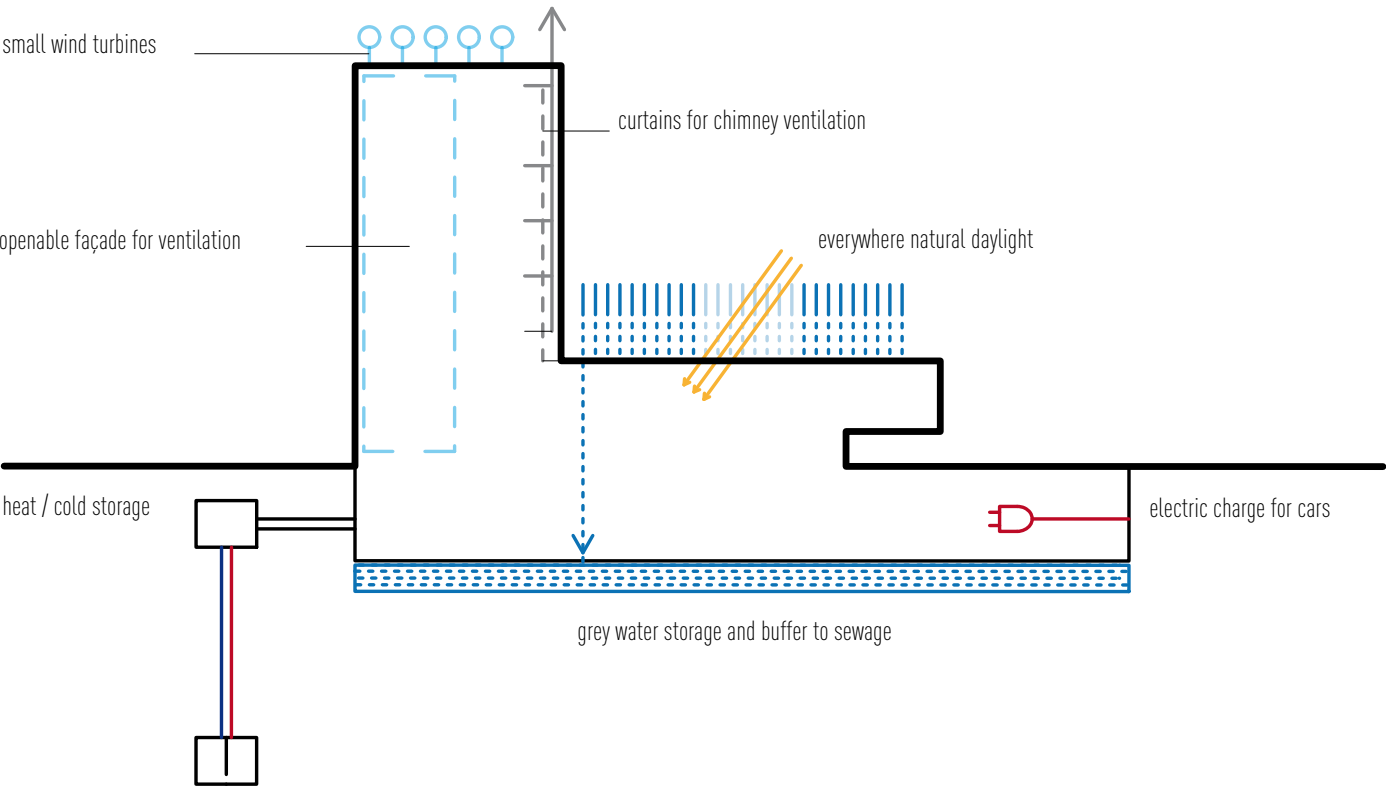 small wind turbines
curtains for chimney ventilation
openable façade for ventilation
everywhere natural daylight
heat / cold storage
electric charge for cars
grey water storage and buffer to sewage